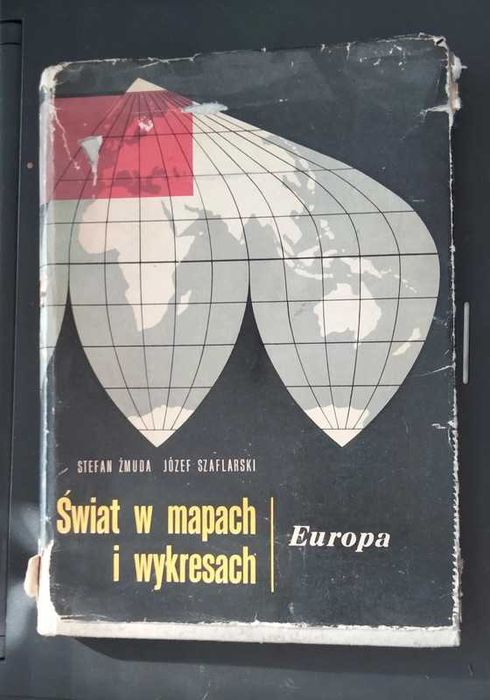 STEFAN ŻMUDA JÓZEF SZAFLARSKI
Świat w mapach
i wykresach
Europa